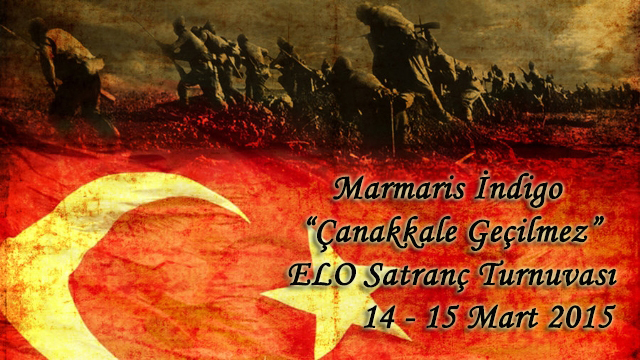 Marmaris İndigo
“Çanakkale Geçilmez”
ELO Satranç Turnuvası
14 - 15 Mart 2015